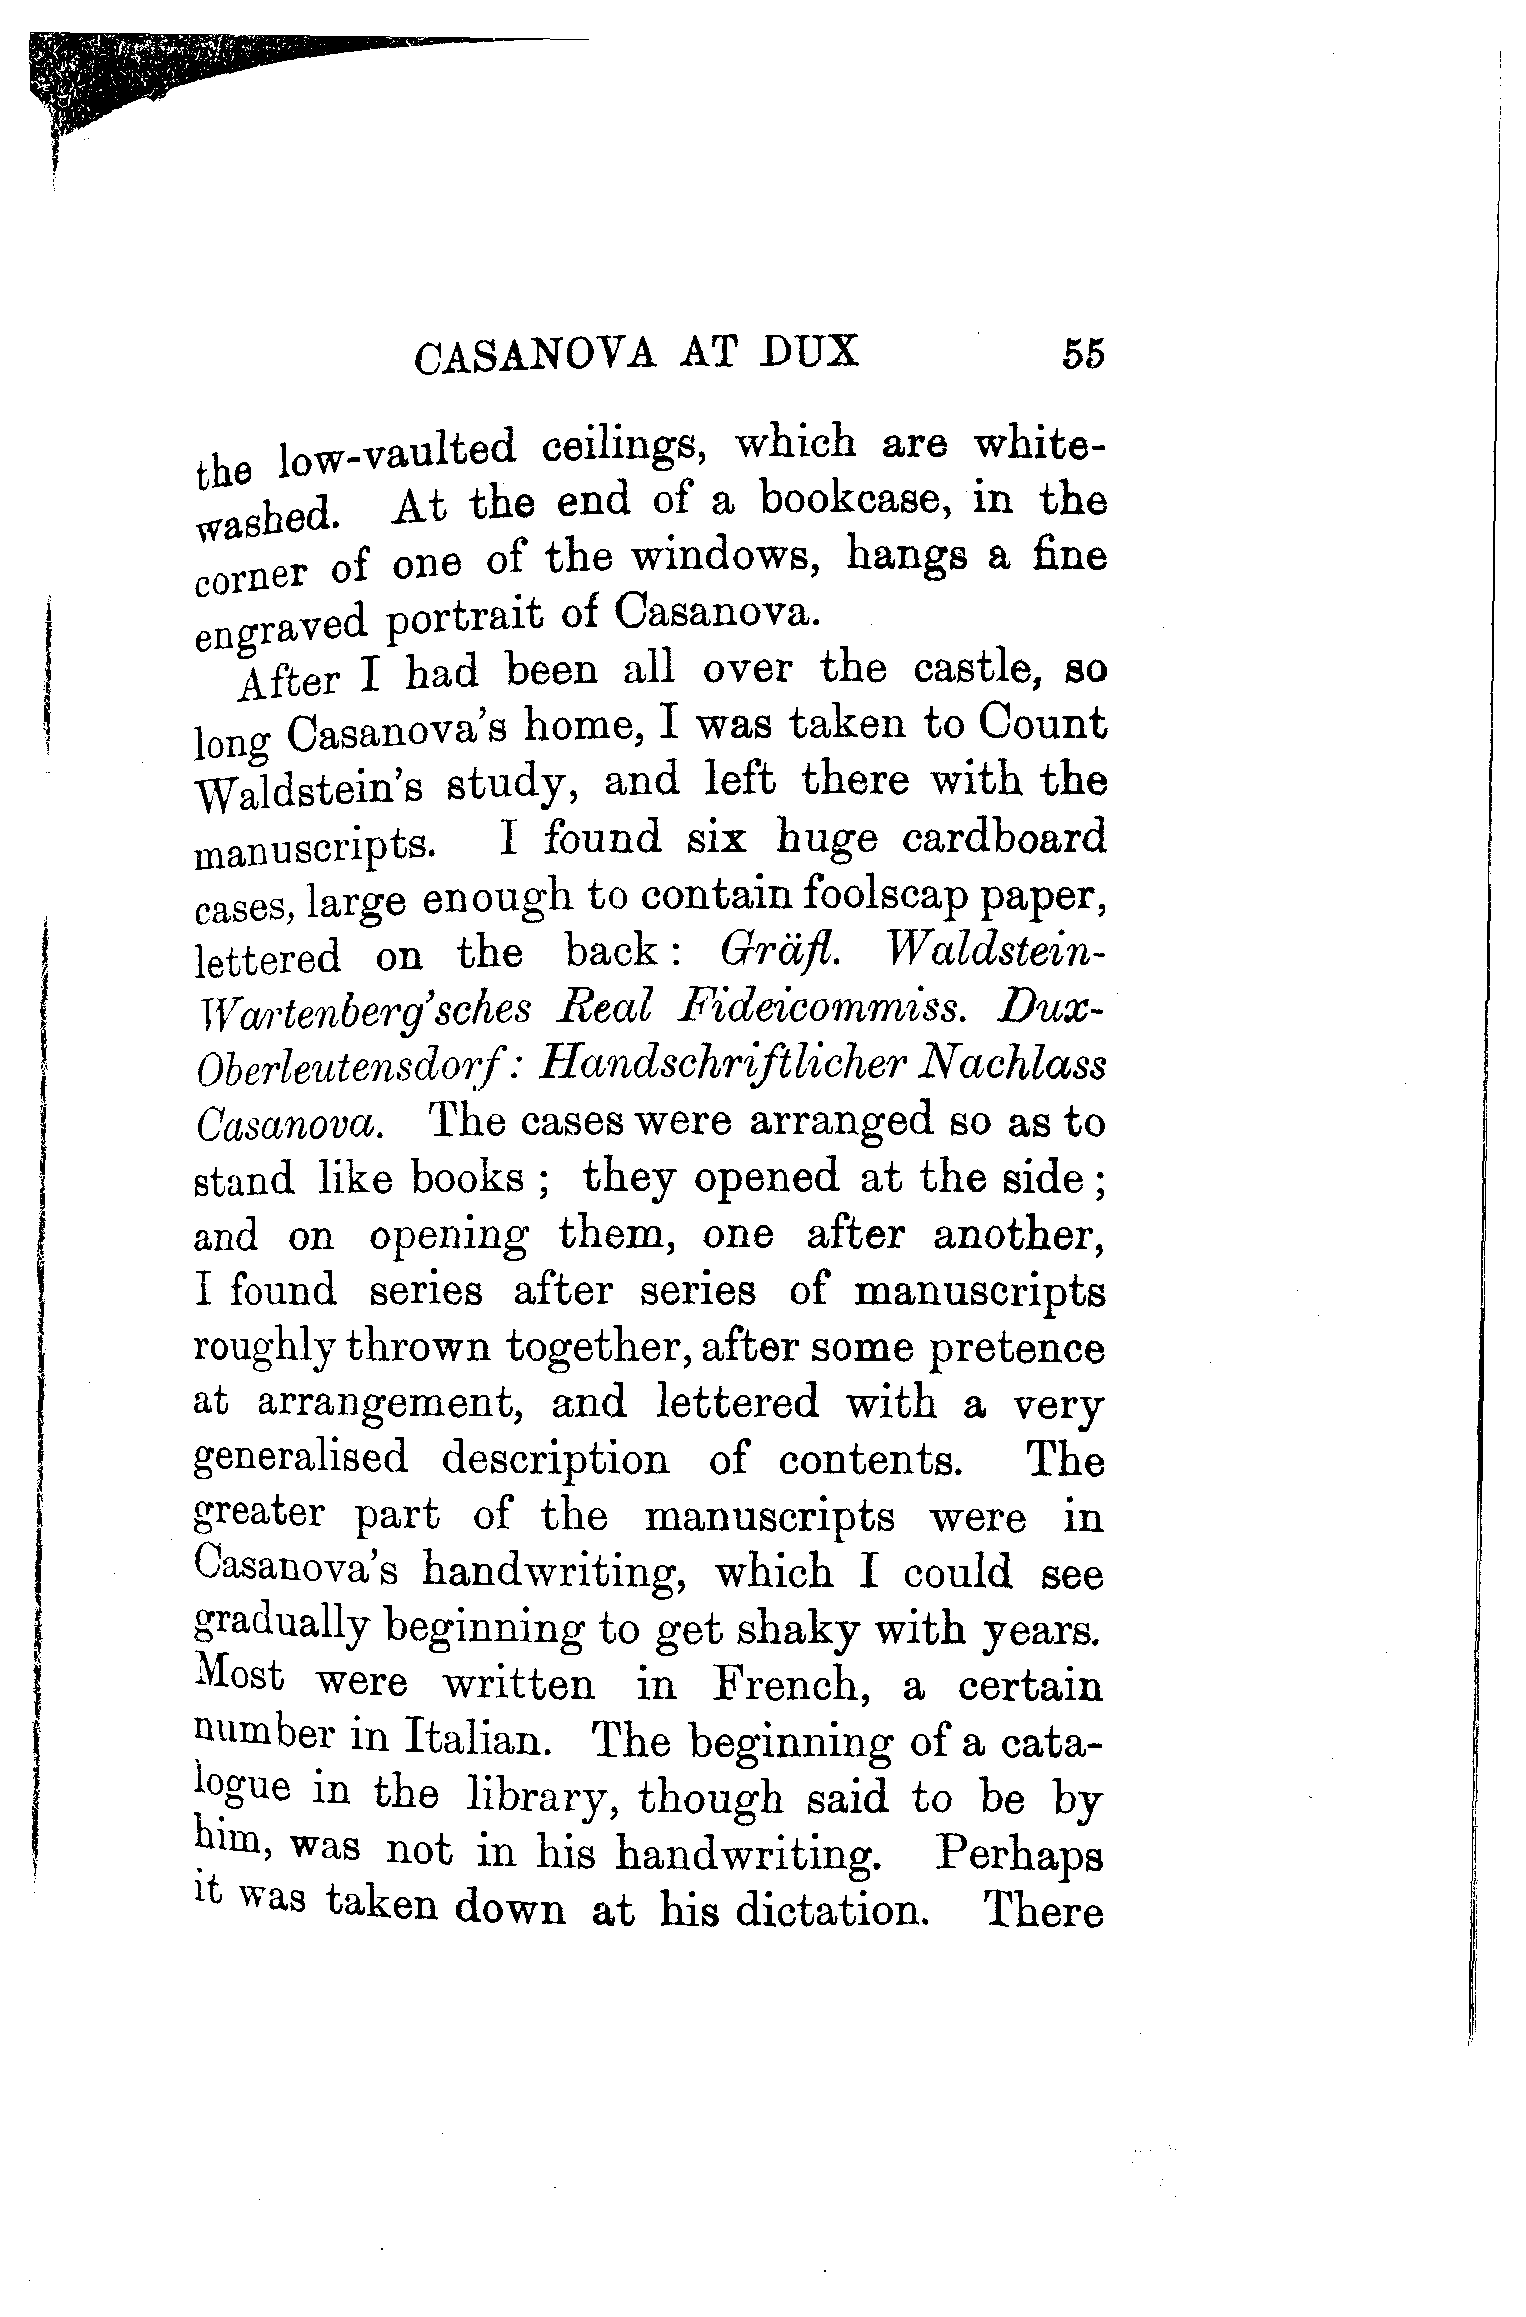 CASANOVA AT DUX 55
the low-vaulted ceilings, which are white-
washed. At the end of a bookcase, in the
corner of one of the windows, hangs a fine
engraved portrait of Casanova.
After I had been all over the castle, so
long Casanova's home, I was taken to Count
Waldstein's study, and left there with the
manuscripts. I found six huge cardboard
cases, large enough to contain foolscap paper,
lettered on the back: Gräfl. Waldstein-
Wartenberg'sches Real Fideicommiss. Dux-
Oberleutensdorf: Handschriftlicher Nachlass
Casanova. The cases were arranged so as to
stand like books; they opened at the side;
and on opening them, one after another,
I found series after series of manuscripts
roughly thrown together, after some pretence
at arrangement, and lettered with a very
generalised description of contents. The
greater part of the manuscripts were in
Casanova's handwriting, which I could see
gradually beginning to get shaky with years.
Most were written in French, a certain
number in Italian. The beginning of a cata-
logue in the library, though said to be by
him, was not in his handwriting. Perhaps
it was taken down at his dictation. There